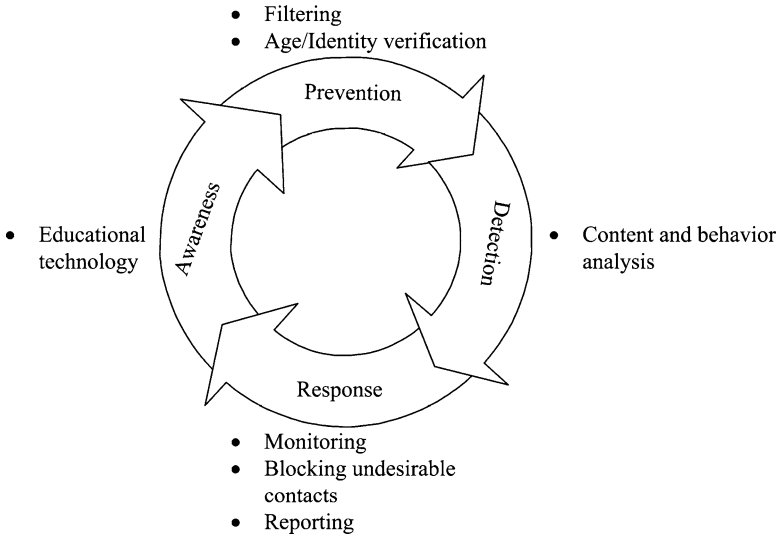 • Filtering
• Age/Identity verification
Prevention
Awareness
Detection
• Educational
technology
• Content and behavior
analysis
Response
• Monitoring
• Blocking undesirable
contacts
• Reporting